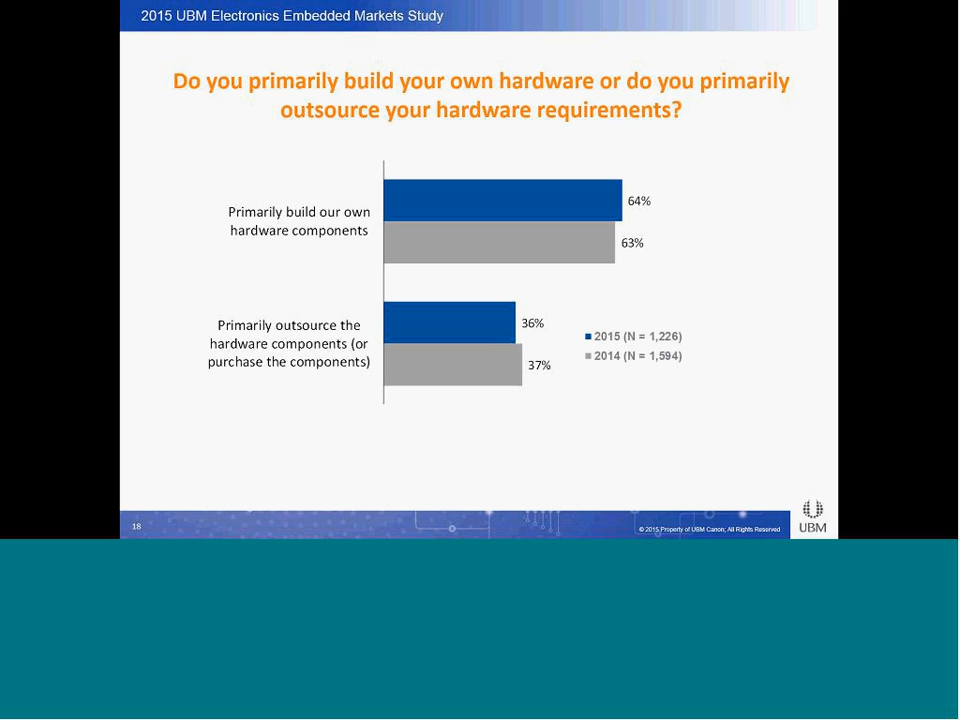 2015 UBM Electronics Embedded Markets Study
Do you primarily build your own hardware or do you primarily
outsource your hardware requirements?
Primarily build our own
hardware components
64%
63%
Primarily outsource the
hardware components (or
purchase the components)
36%
37%
2015 (N = 1,226)
2014 (N = 1,594)
18
© 2015 Property of UBM Canon; All Rights Reserved
UBM